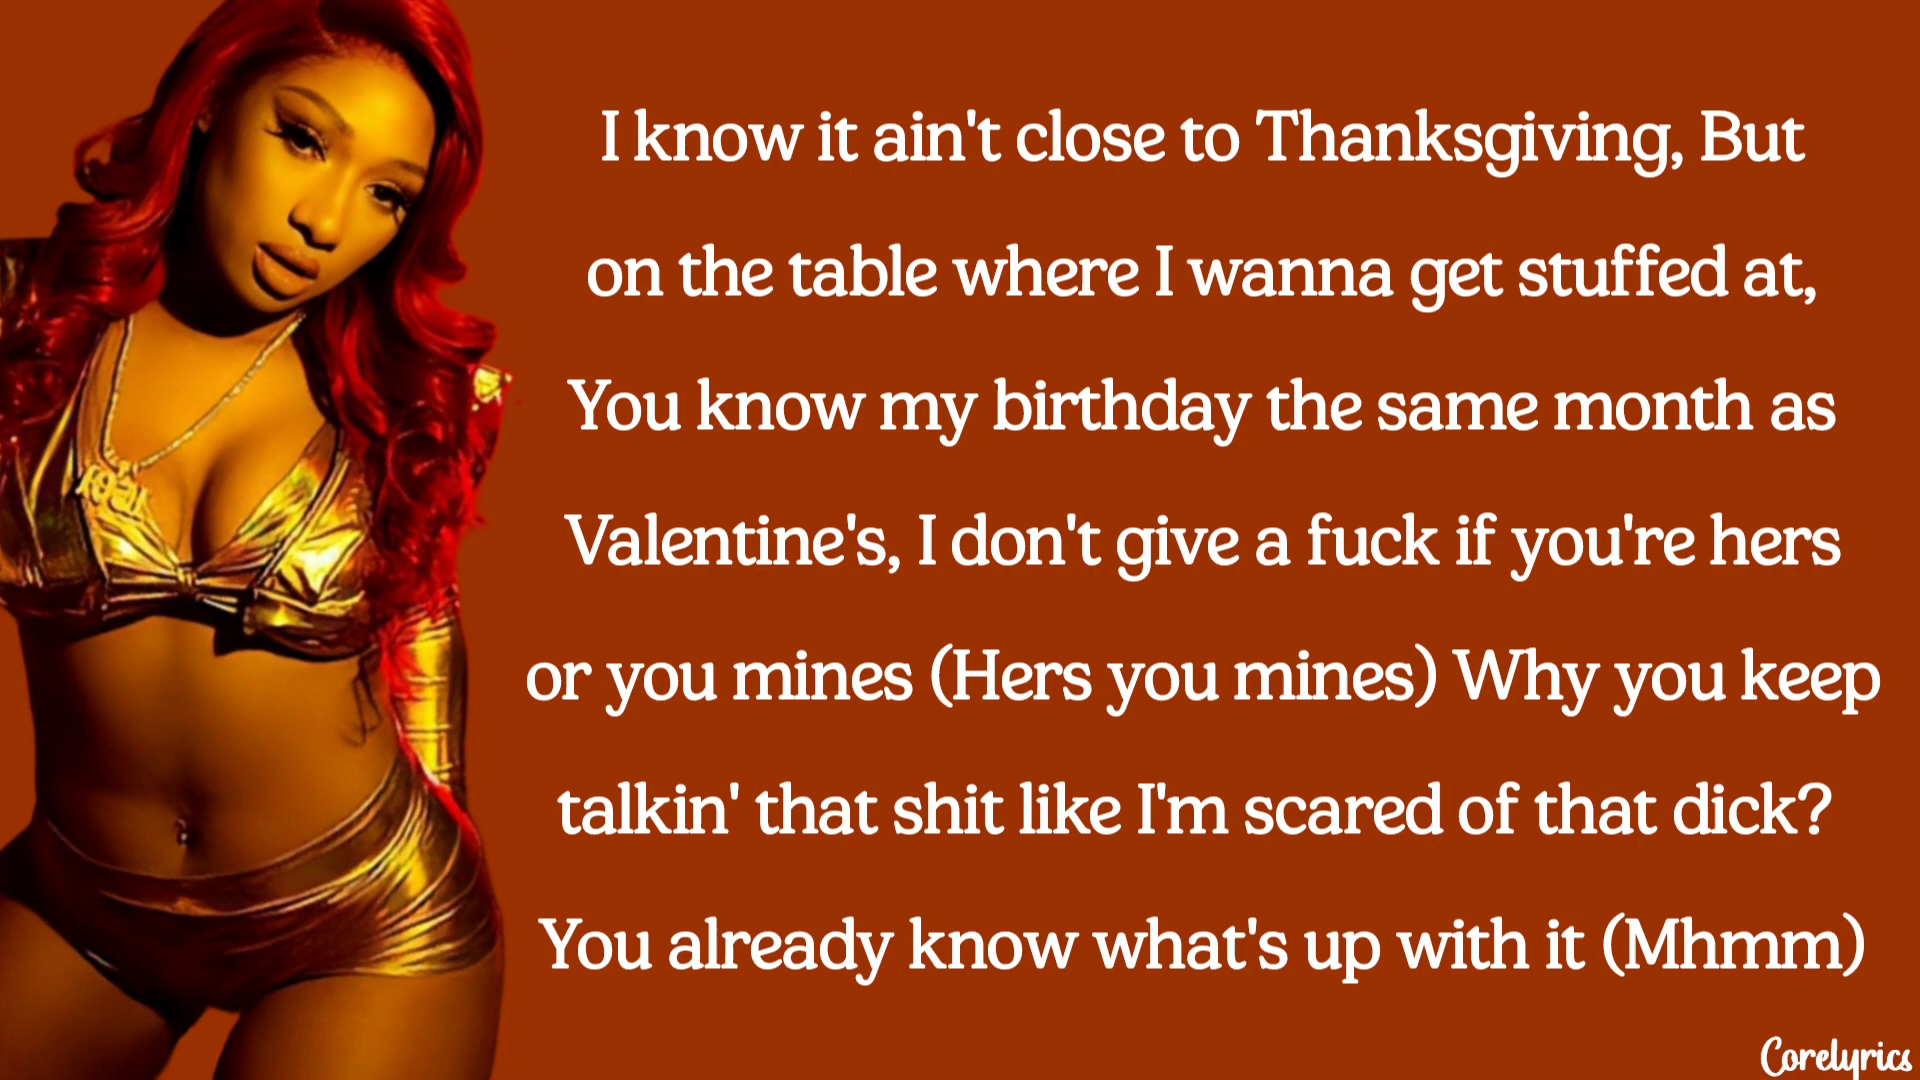 I know it ain't close to Thanksgiving, But
on the table where I wanna get stuffed at,
You know my birthday the same month as
Valentine's, I don't give a fuck if you're hers
or you mines (Hers you mines) Why you keep
talkin' that shit like I'm scared of that dick?
You already know what's up with it (Mhmm)
Corelyrics